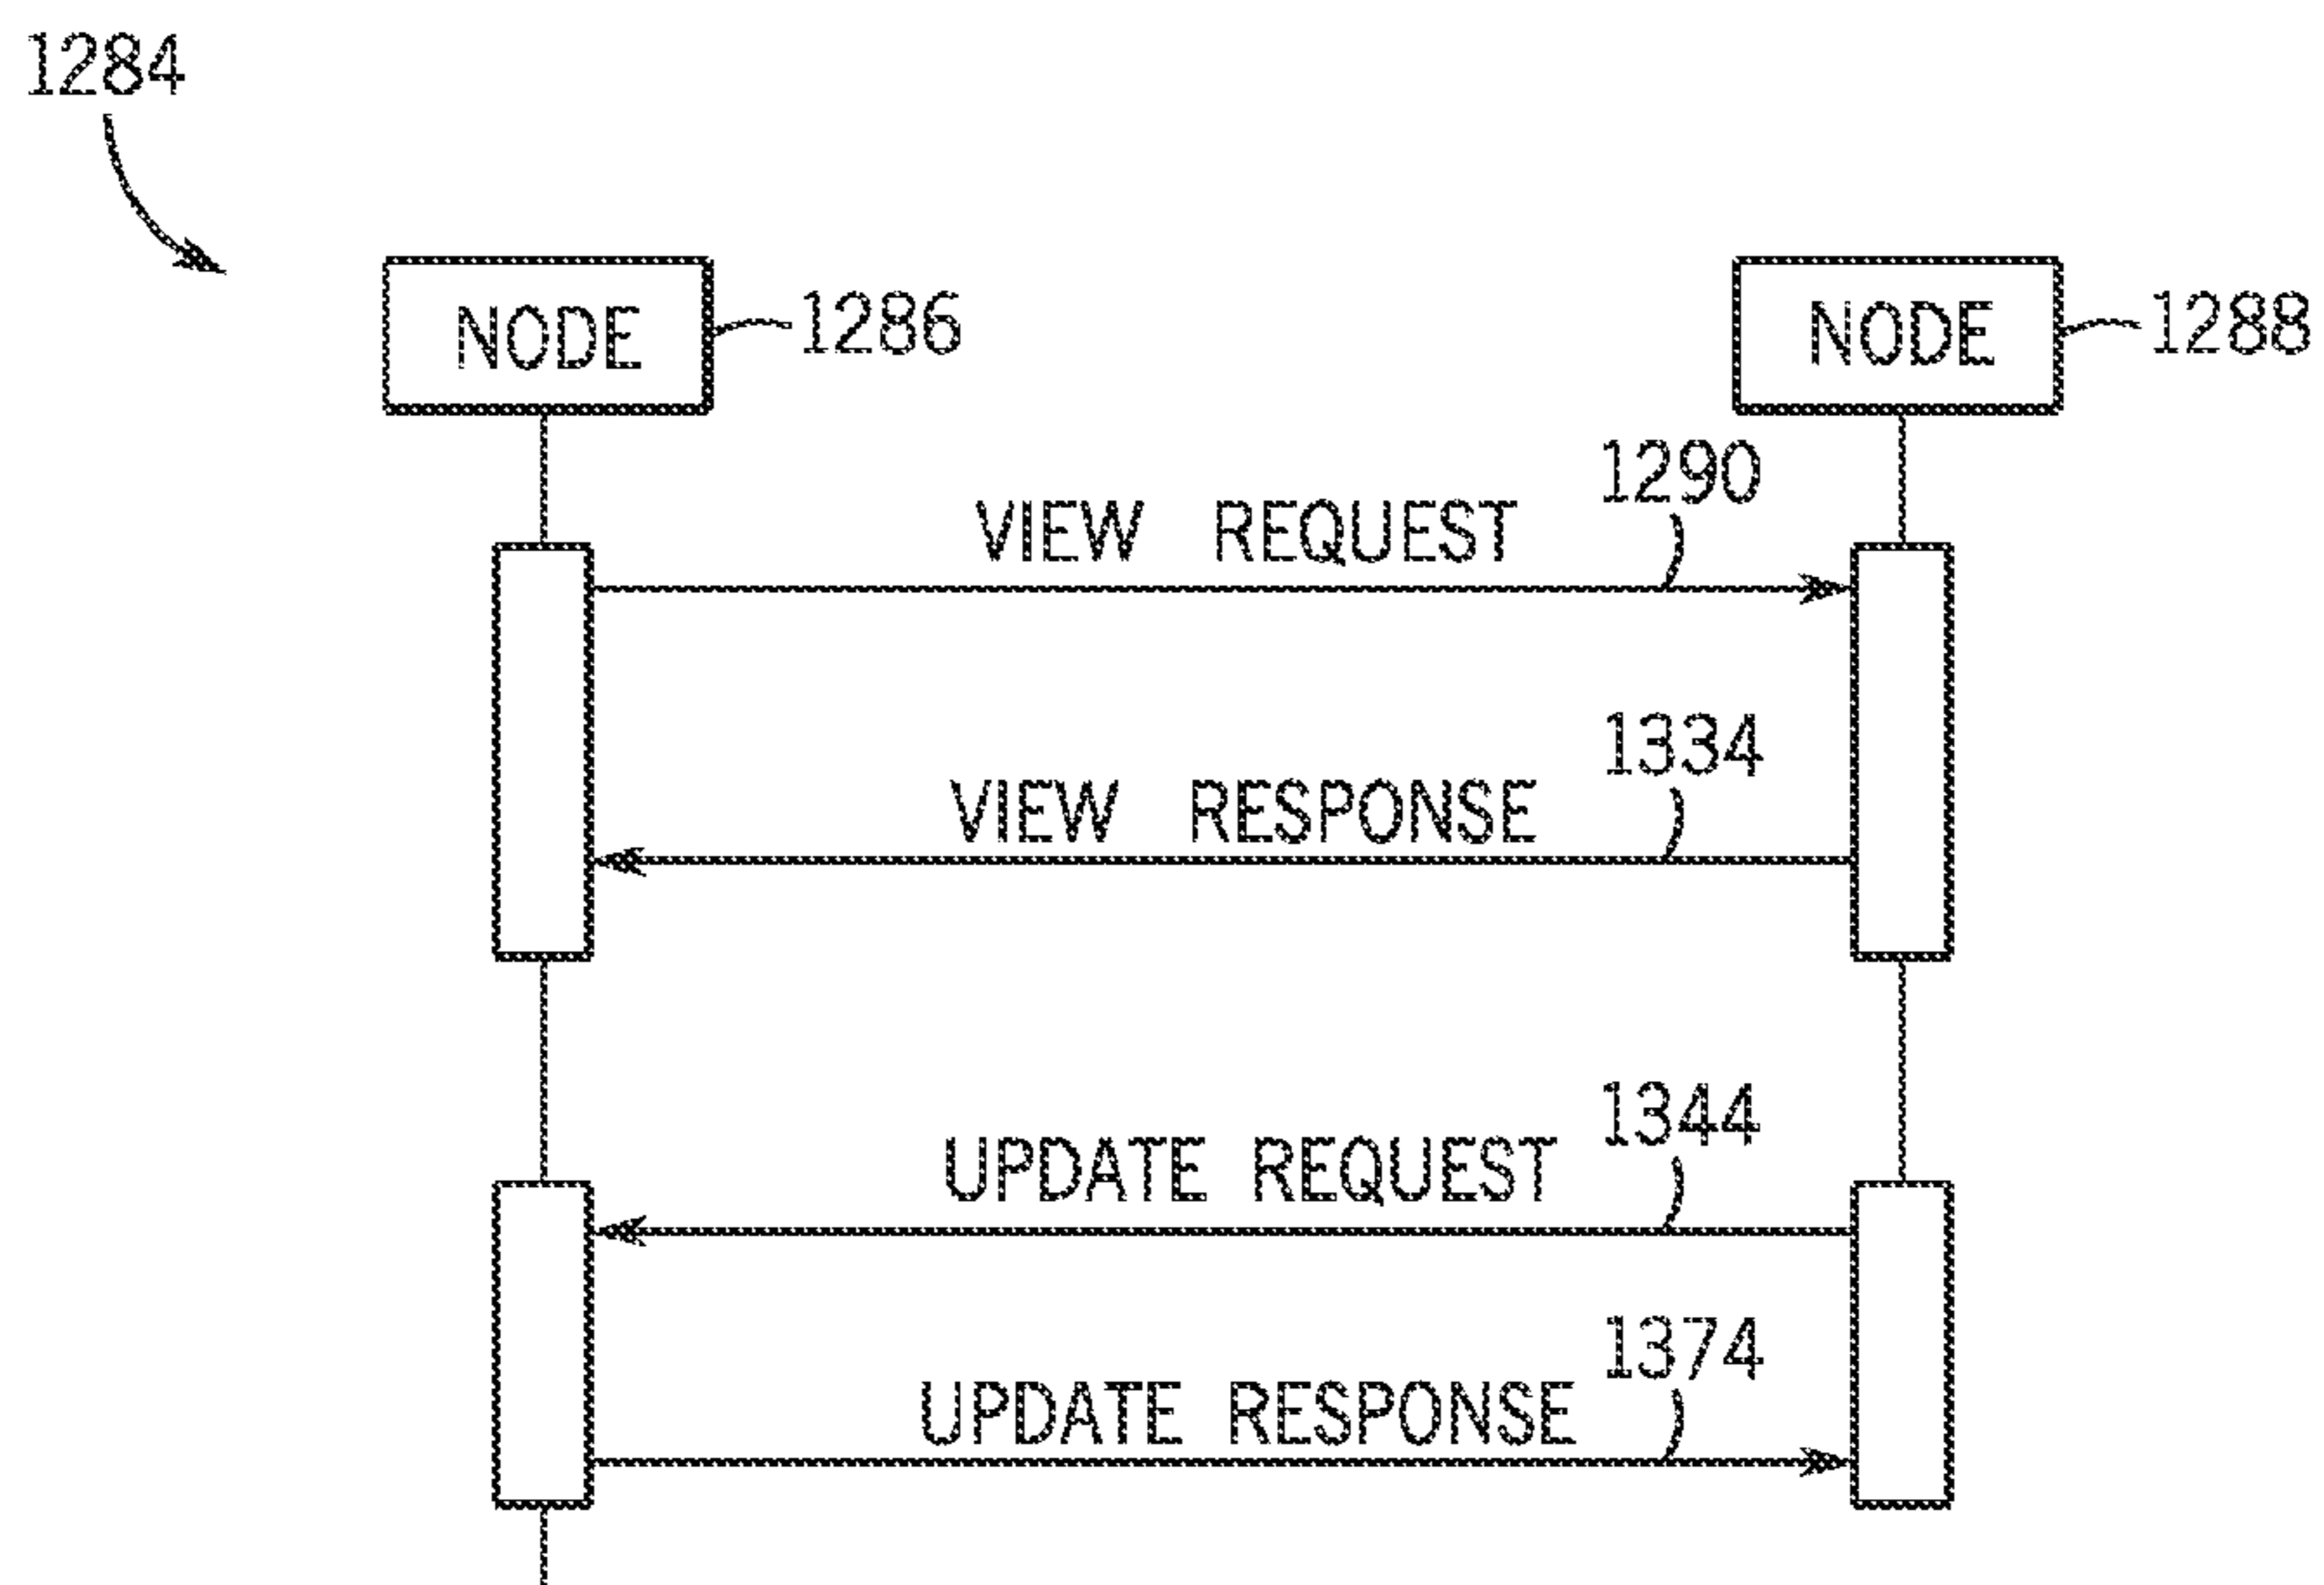 1284
NODE 1286
NODE 1288
1290
VIEW REQUEST
1334
VIEW RESPONSE
1344
UPDATE REQUEST
1374
UPDATE RESPONSE